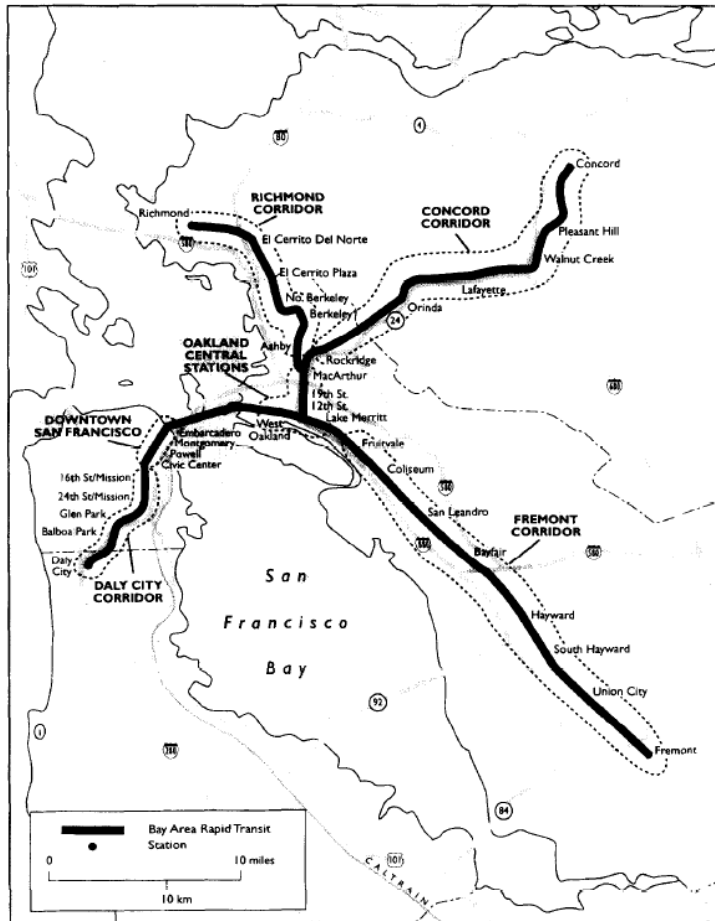 80
4
Concord
RICHMOND
CORRIDOR
CONCORD
CORRIDOR
Richmond
580
El Cerrito Del Norte
Pleasant Hill
101
El Cerrito Plaza
Walnut Creek
Lafayette
No. Berkeley
Berkeley
Orinda
24
Ashby
OAKLAND
CENTRAL
STATIONS
Rockridge
MacArthur
680
19th St.
12th St.
Lake Merritt
DOWNTOWN
SAN FRANCISCO
West
Oakland
Embarcadero
Montgomery
Powell
Civic Center
Fruitvale
Coliseum
16th St/Mission
24th St/Mission
580
Glen Park
San Leandro
Balboa Park
FREMONT
CORRIDOR
880
Bayfair
580
Daly
City
DALY CITY
CORRIDOR
San
Francisco
Bay
Hayward
South Hayward
Union City
92
1
280
Fremont
84
Bay Area Rapid Transit
Station
0
10 miles
10 km
101
CALTRAIN